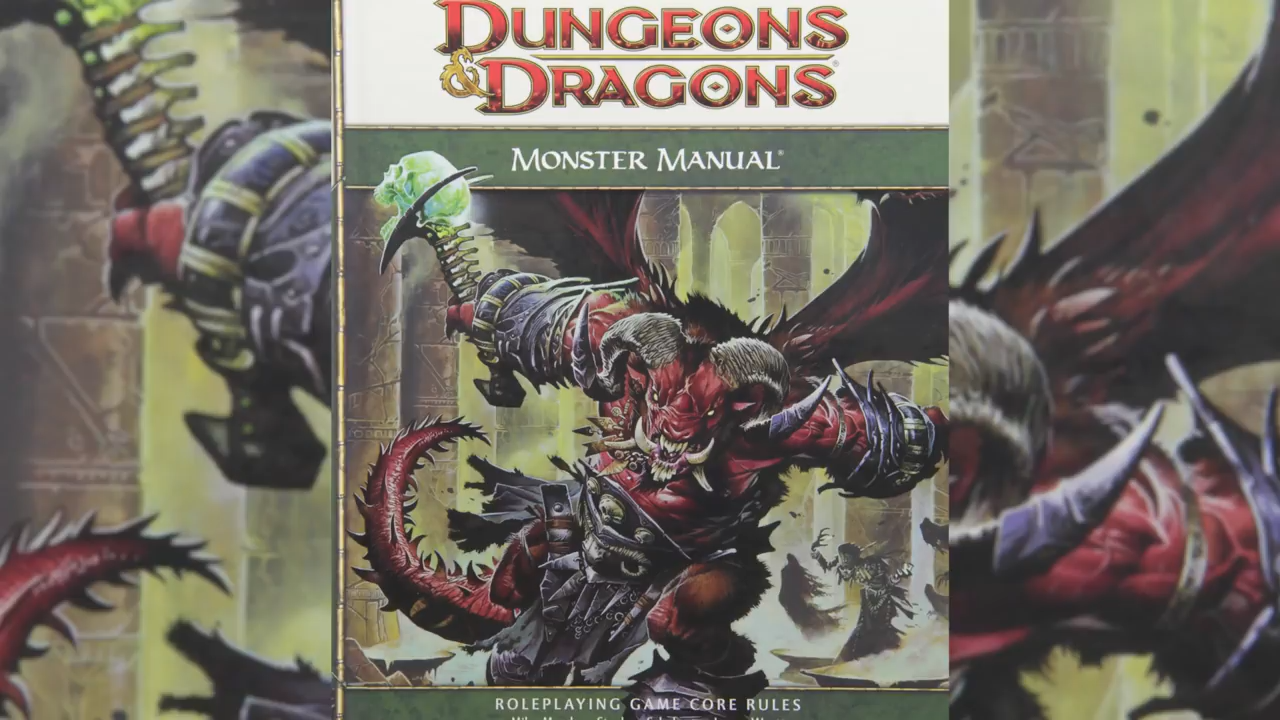 DUNGEONS
& DRAGONS®
MONSTER MANUAL®
ROLEPLAYING GAME CORE RULES